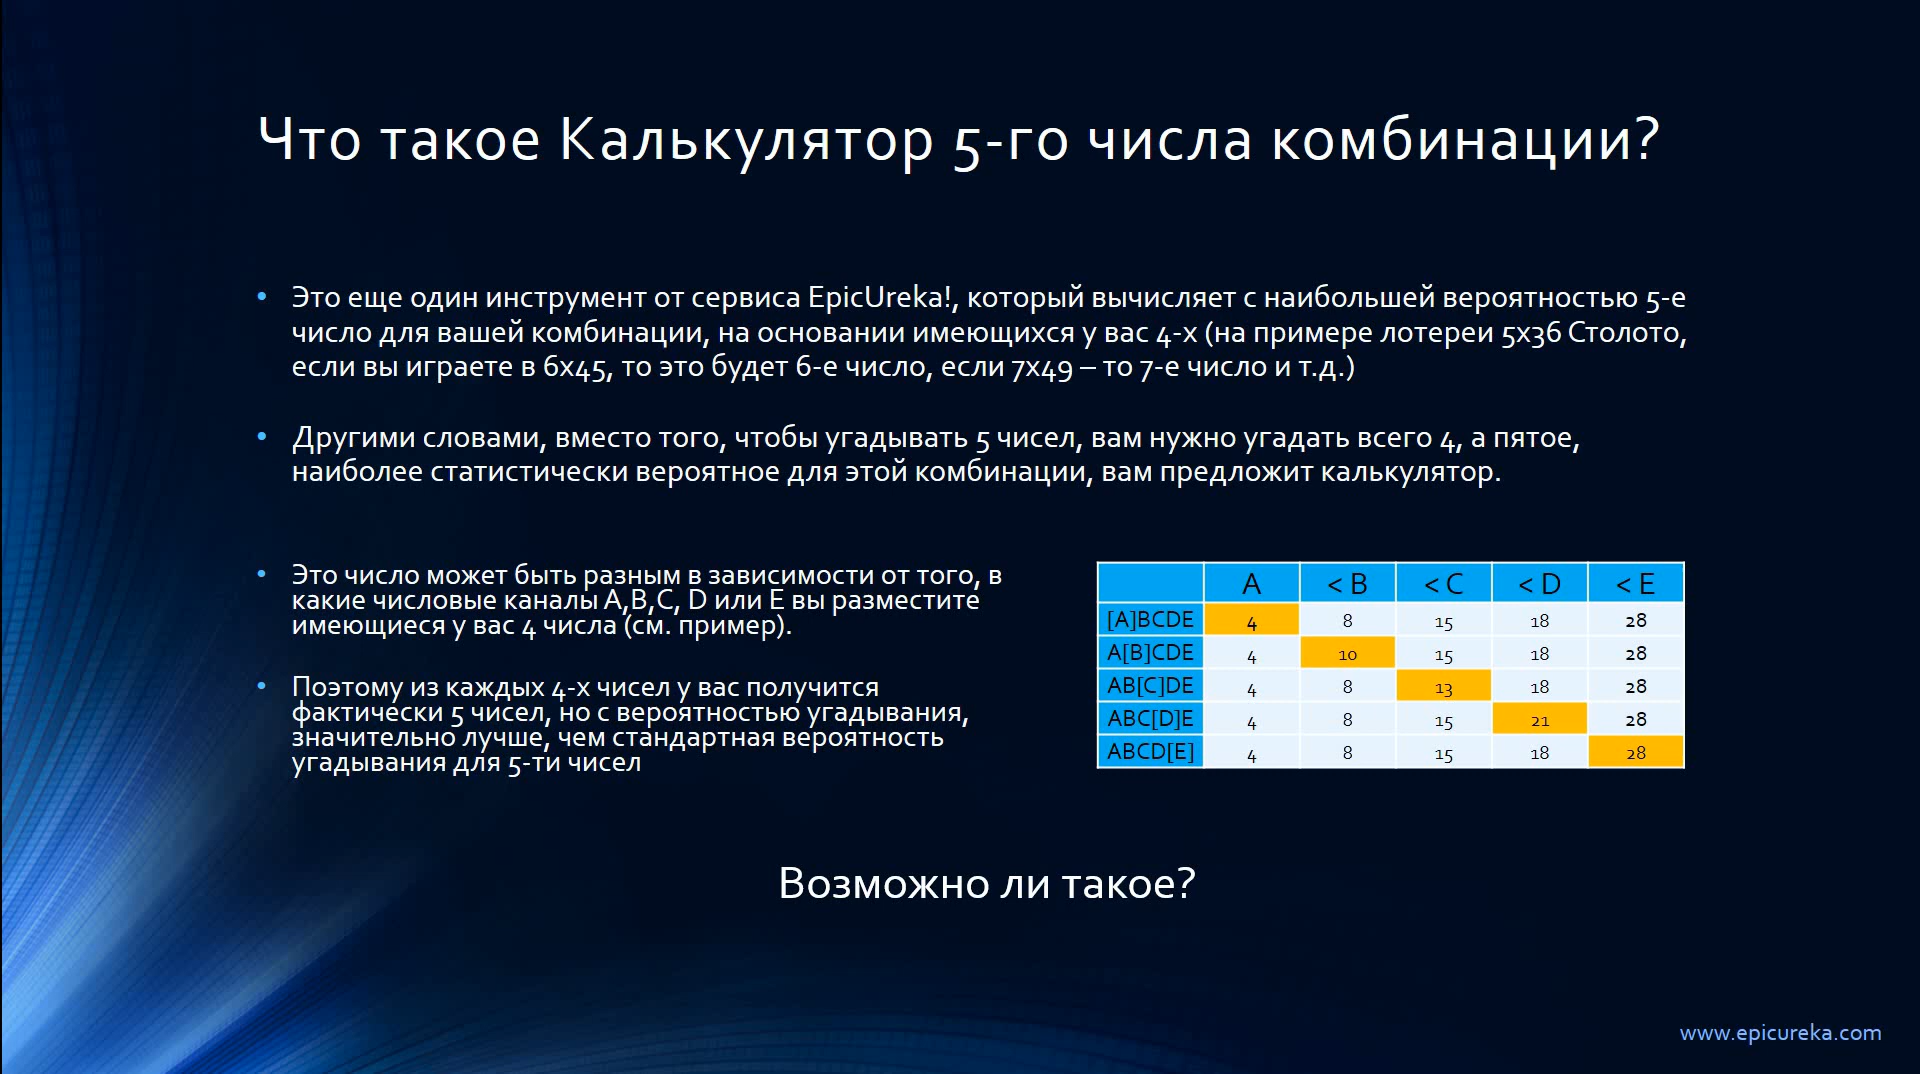 Что такое Калькулятор 5-го числа комбинации?
• Это еще один инструмент от сервиса EpicUreka!, который вычисляет с наибольшей вероятностью 5-е
число для вашей комбинации, на основании имеющихся у вас 4-х (на примере лотереи 5х36 Столото,
если вы играете в 6х45, то это будет 6-е число, если 7х49 – то 7-е число и т.д.)
• Другими словами, вместо того, чтобы угадывать 5 чисел, вам нужно угадать всего 4, а пятое,
наиболее статистически вероятное для этой комбинации, вам предложит калькулятор.
• Это число может быть разным в зависимости от того, в
какие числовые каналы A,B,C, D или E вы разместите
имеющиеся у вас 4 числа (см. пример).
• Поэтому из каждых 4-х чисел у вас получится
фактически 5 чисел, но с вероятностью угадывания,
значительно лучше, чем стандартная вероятность
угадывания для 5-ти чисел
A < B < C < D < E
[A]BCDE 4 8 15 18 28
A[B]CDE 4 10 15 18 28
AB[C]DE 4 8 13 18 28
ABC[D]E 4 8 15 21 28
ABCD[E] 4 8 15 18 28
Возможно ли такое?
www.epicureka.com